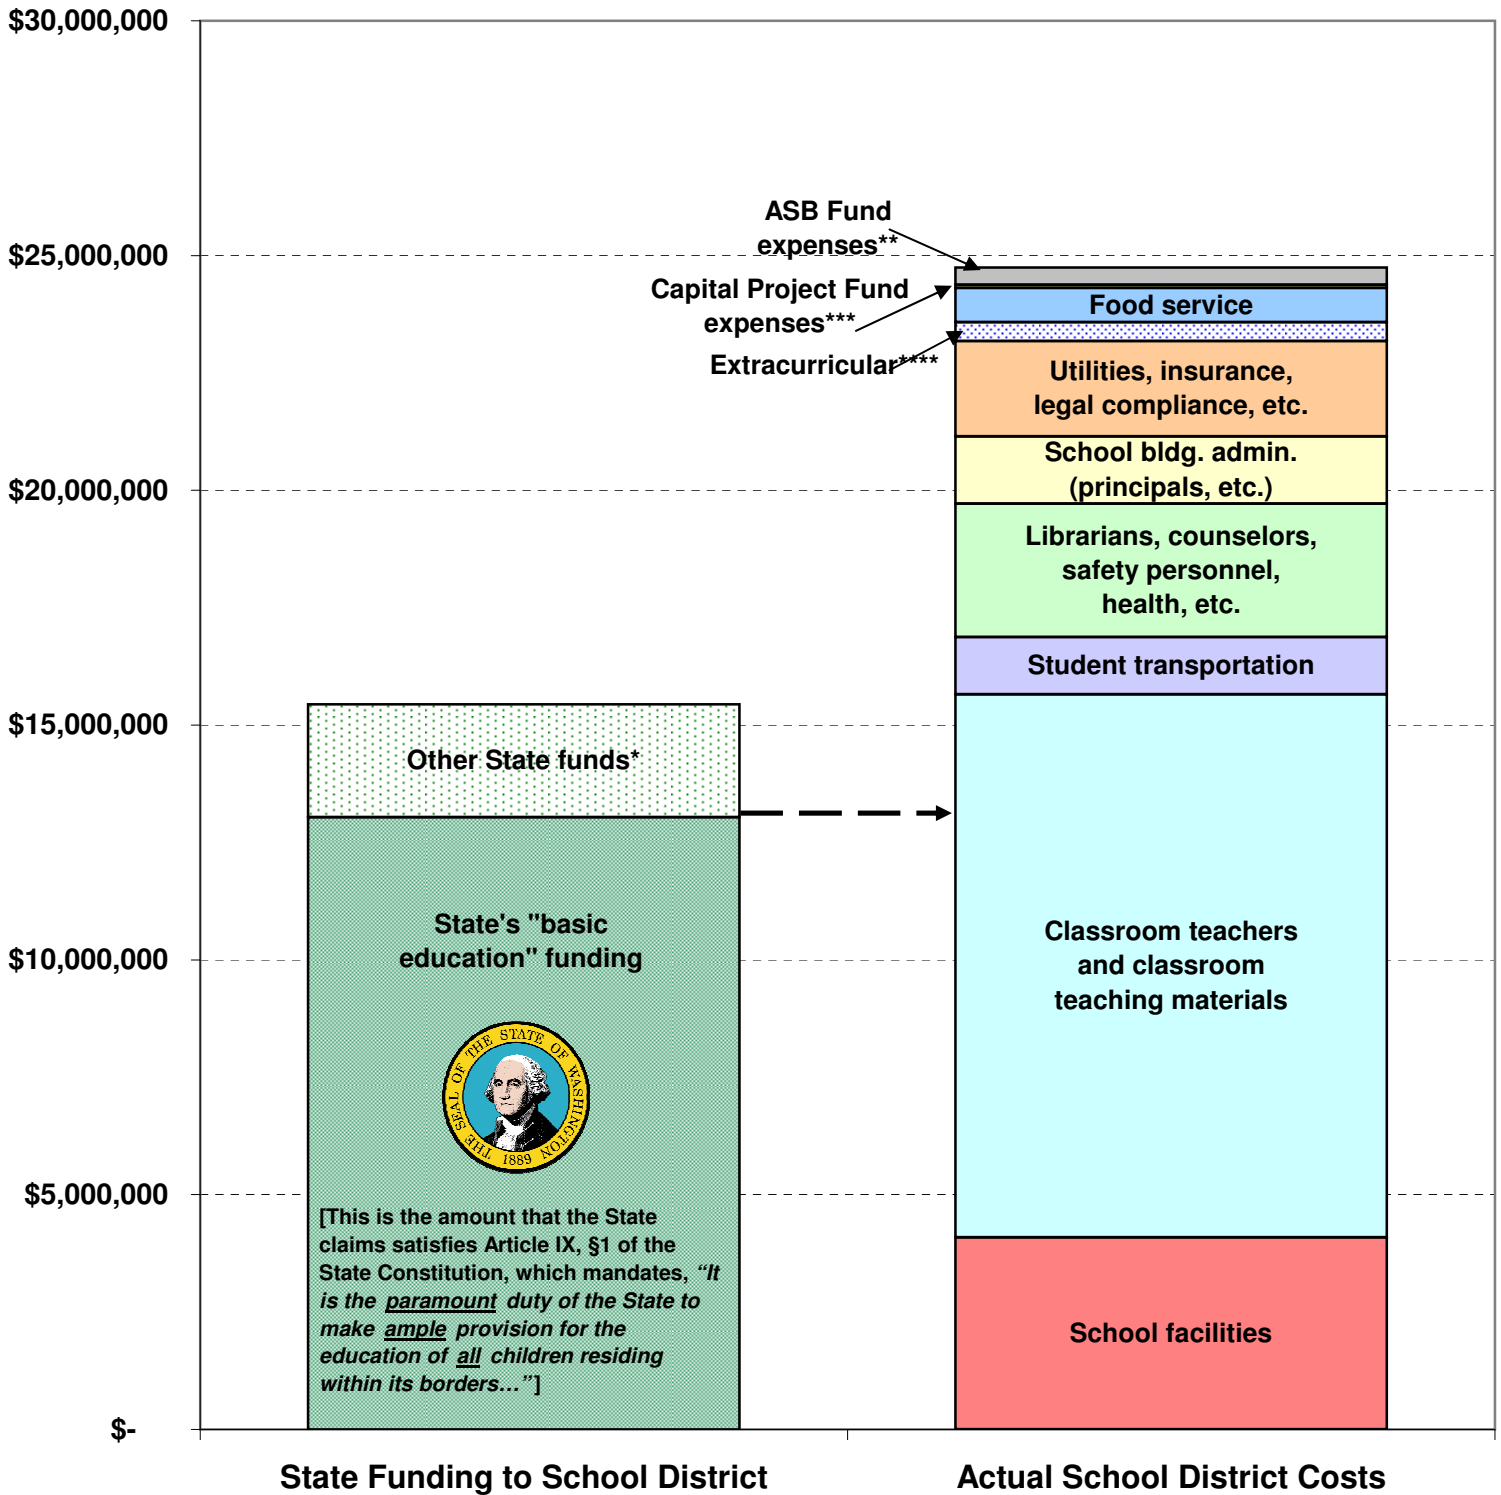 $30,000,000
$25,000,000
$20,000,000
$15,000,000
$10,000,000
$5,000,000
$-
ASB Fund
expenses**
Capital Project Fund
expenses***
Extracurricular****
Food service
Utilities, insurance,
legal compliance, etc.
School bldg. admin.
(principals, etc.)
Librarians, counselors,
safety personnel,
health, etc.
Student transportation
Classroom teachers
and classroom
teaching materials
School facilities
Other State funds*
State's "basic
education" funding
THE SEAL OF THE STATE OF WASHINGTON
1889
[This is the amount that the State
claims satisfies Article IX, §1 of the
State Constitution, which mandates, “It
is the paramount duty of the State to
make ample provision for the
education of all children residing
within its borders…”]
State Funding to School District
Actual School District Costs